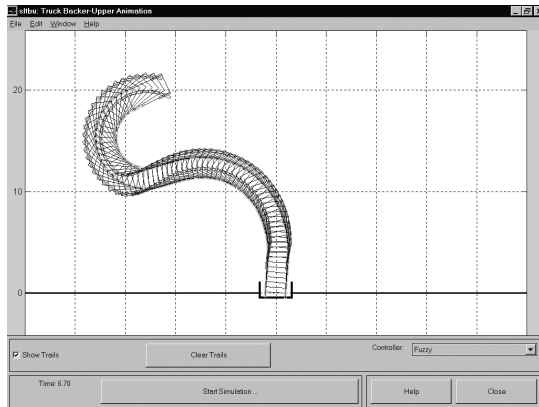 sltbu: Truck Backer-Upper Animation
File Edit Window Help
20
10
0
Show Trails
Clear Trails
Controller:
Fuzzy
Time: 6.70
Start Simulation ...
Help
Close